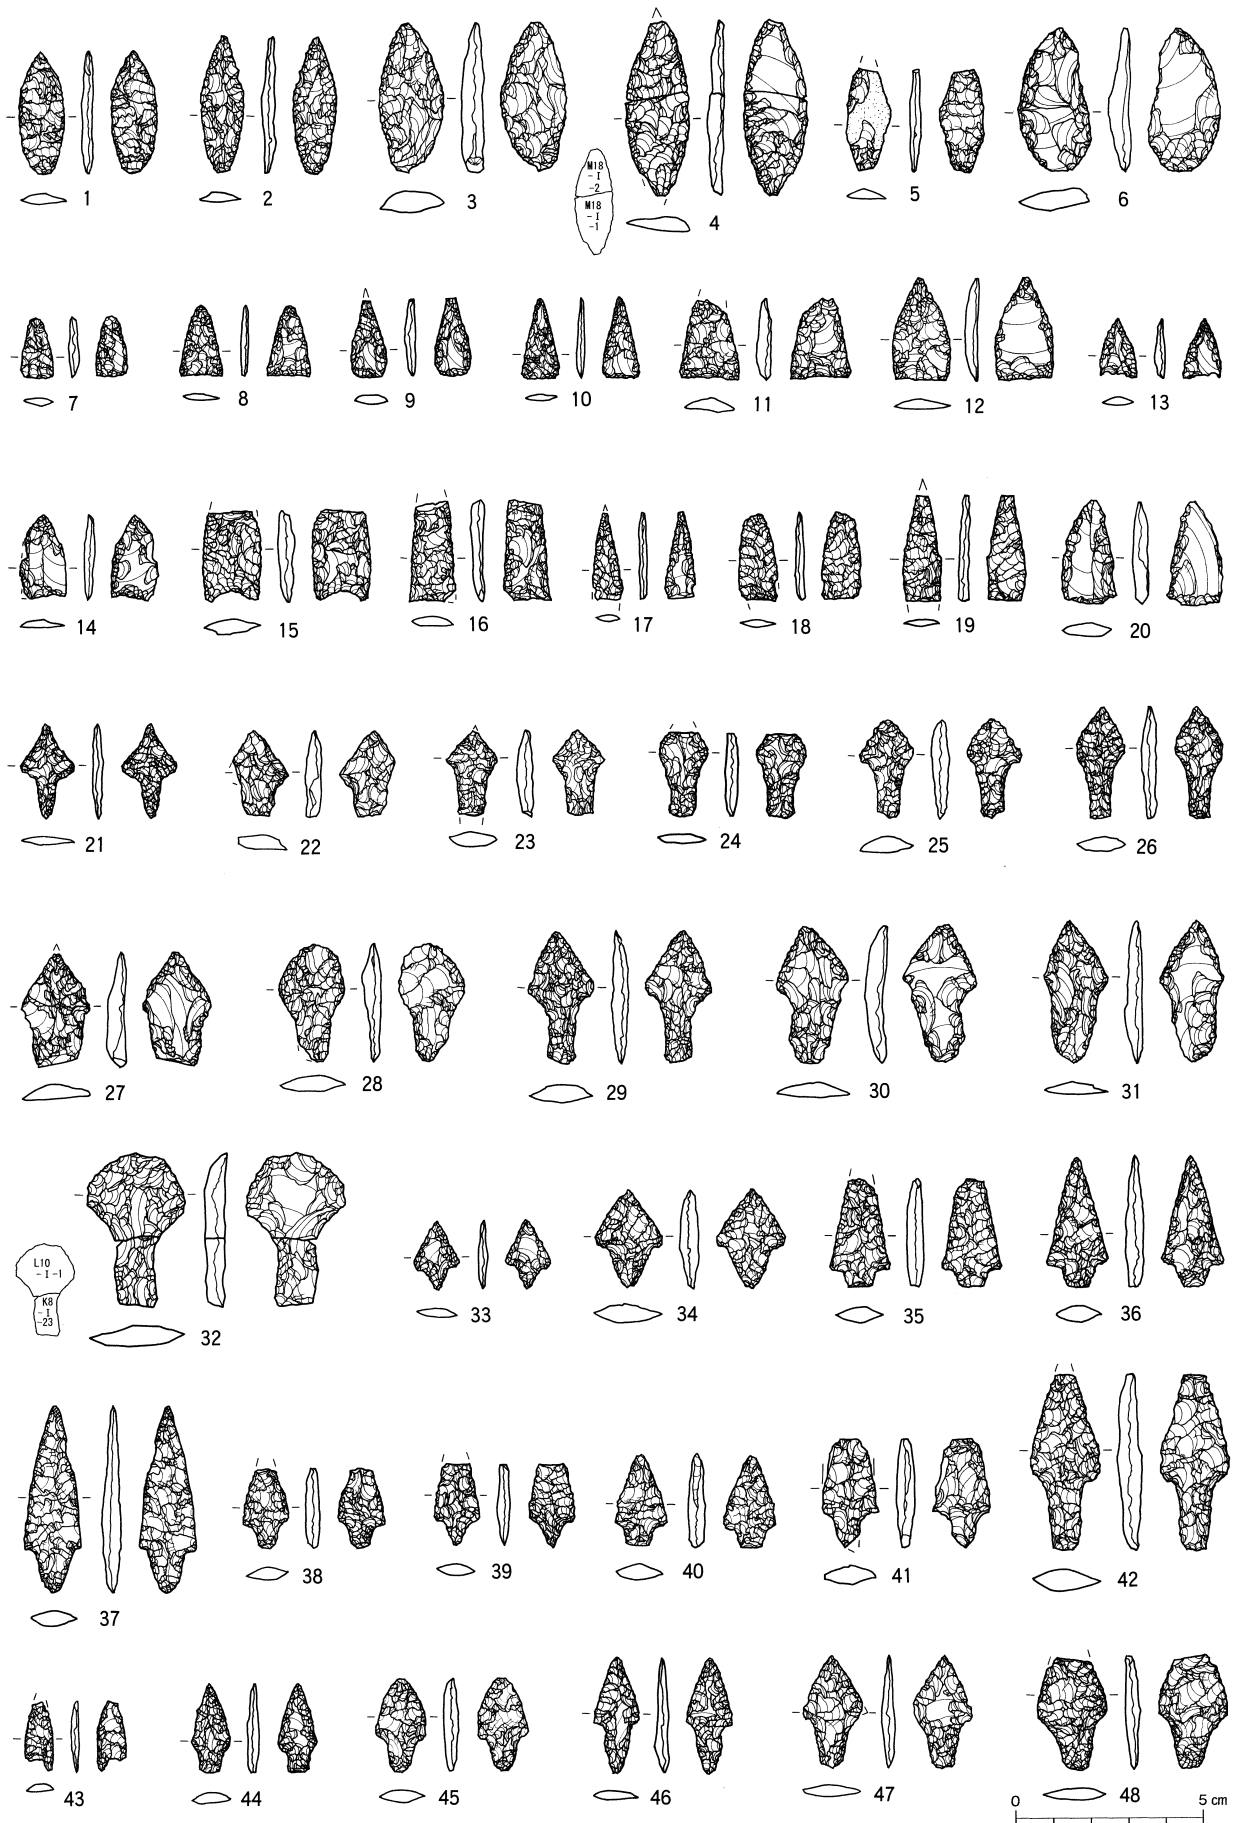 1 2 3 4 5 6
M18
- I
-2
M18
- I
-1
7 8 9 10 11 12 13
14 15 16 17 18 19 20
21 22 23 24 25 26
27 28 29 30 31
L10
- I -1
K8
- I
-23
32 33 34 35 36
37 38 39 40 41 42
43 44 45 46 47 48
0 5 cm